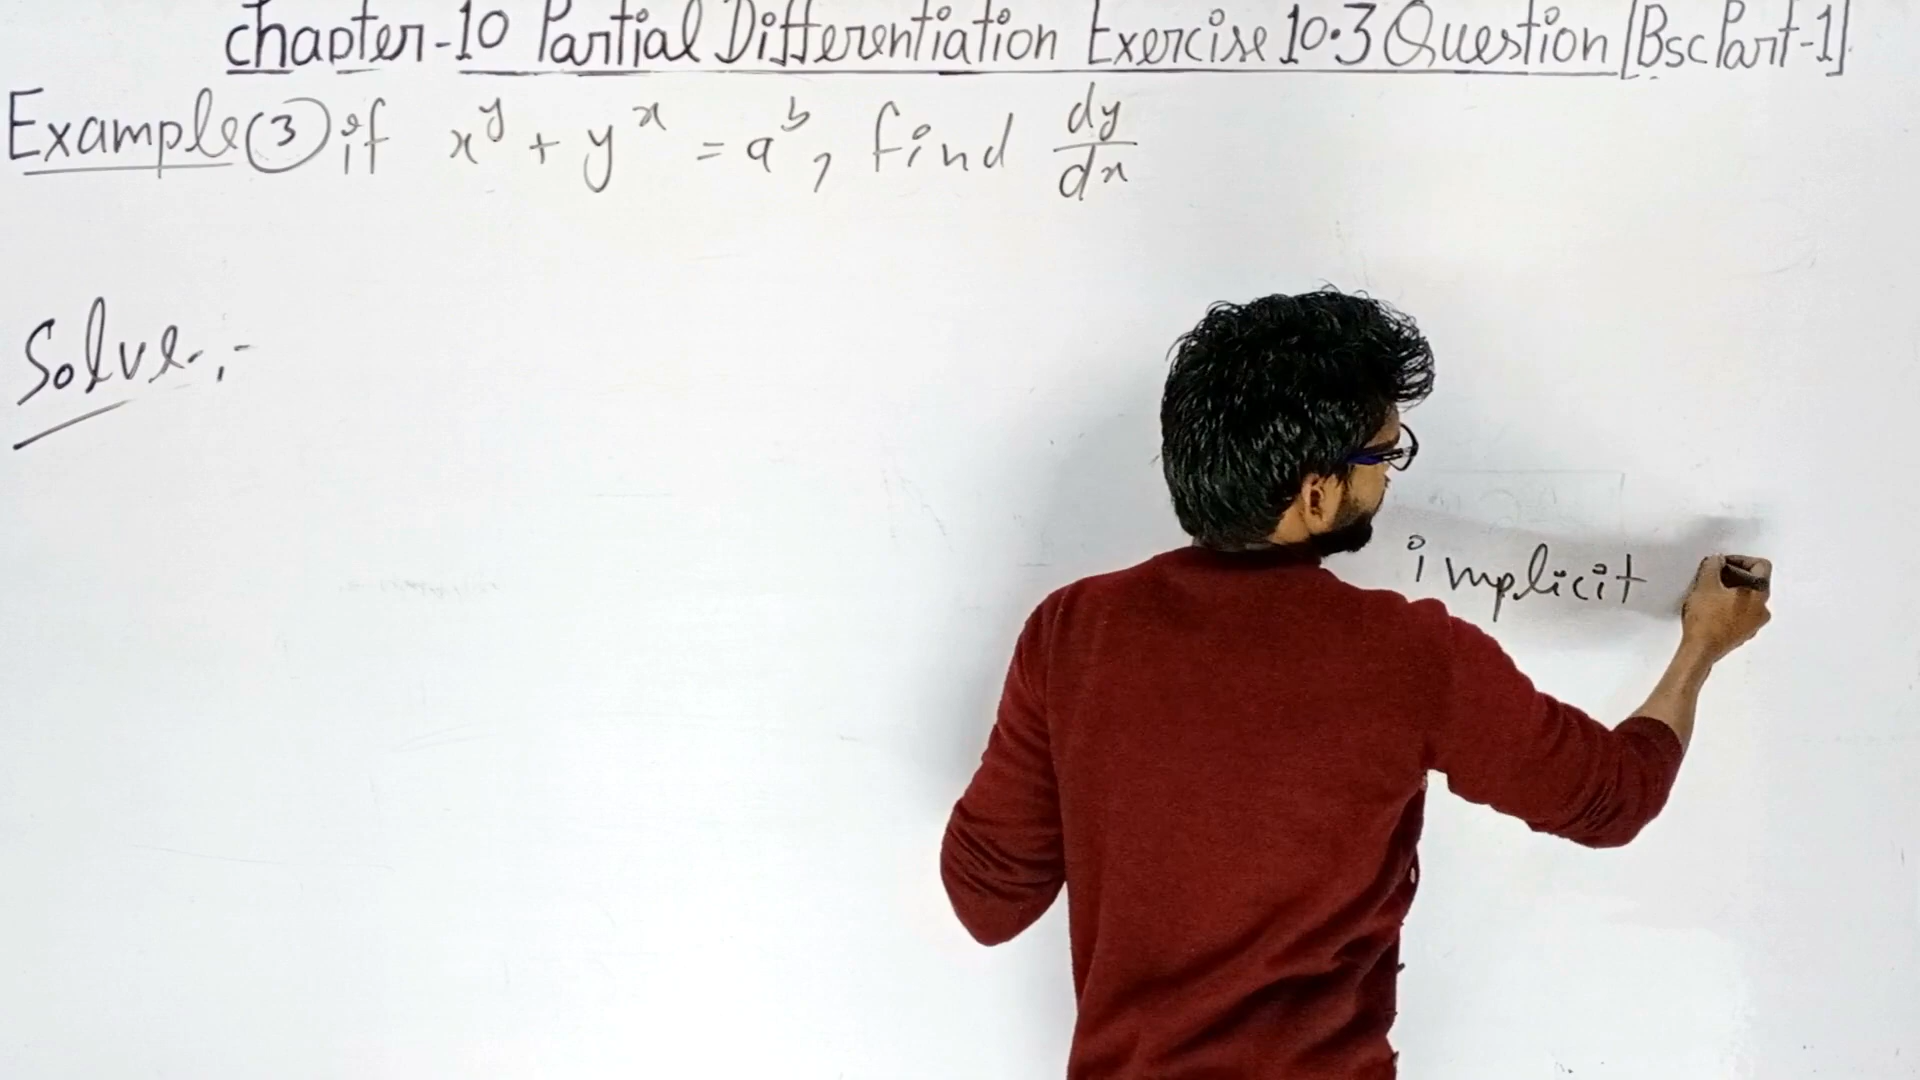 Chapter-10 Partial Differentiation Exercise 10.3 Question [Bsc Part-1]
Example ③ if x^y + y^x = a^b, find dy/dx
Solve:-
implicit